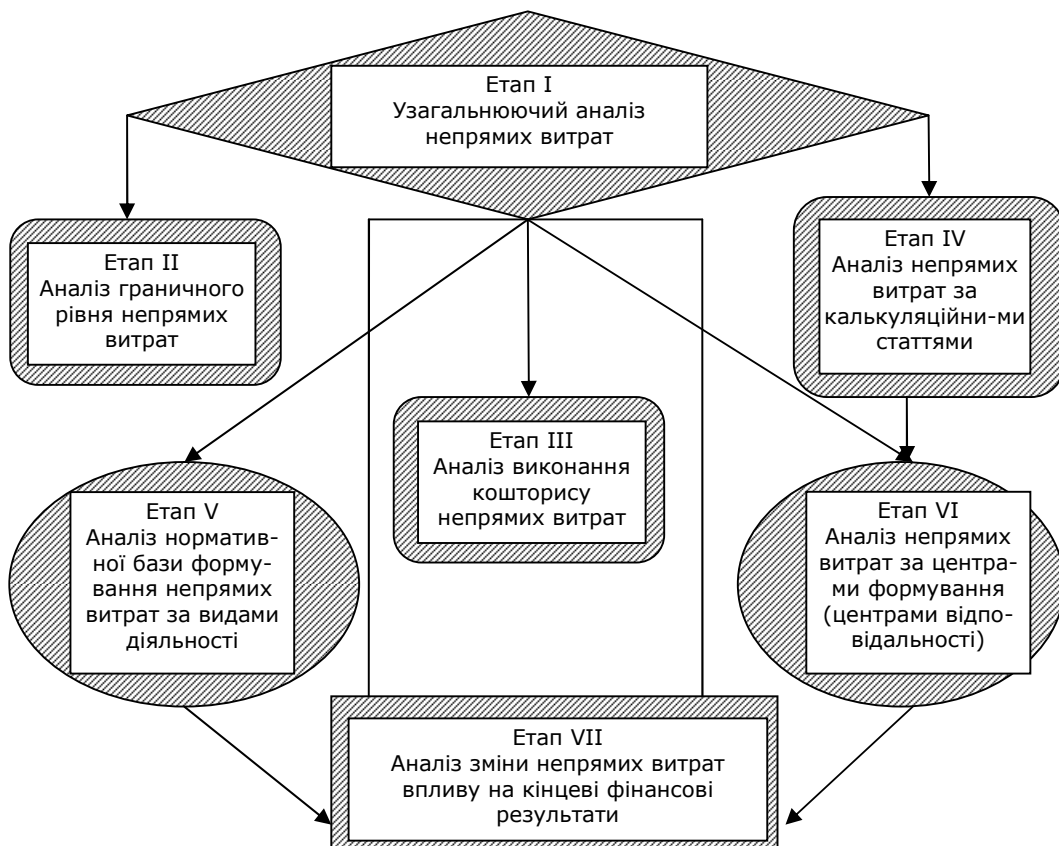 Етап I
Узагальнюючий аналіз
непрямих витрат
Етап II
Аналіз граничного
рівня непрямих
витрат
Етап IV
Аналіз непрямих
витрат за
калькуляційни-ми
статтями
Етап III
Аналіз виконання
кошторису
непрямих витрат
Етап V
Аналіз норматив-
ної бази форму-
вання непрямих
витрат за видами
діяльності
Етап VI
Аналіз непрямих
витрат за центра-
ми формування
(центрами відпо-
відальності)
Етап VII
Аналіз зміни непрямих витрат
впливу на кінцеві фінансові
результати